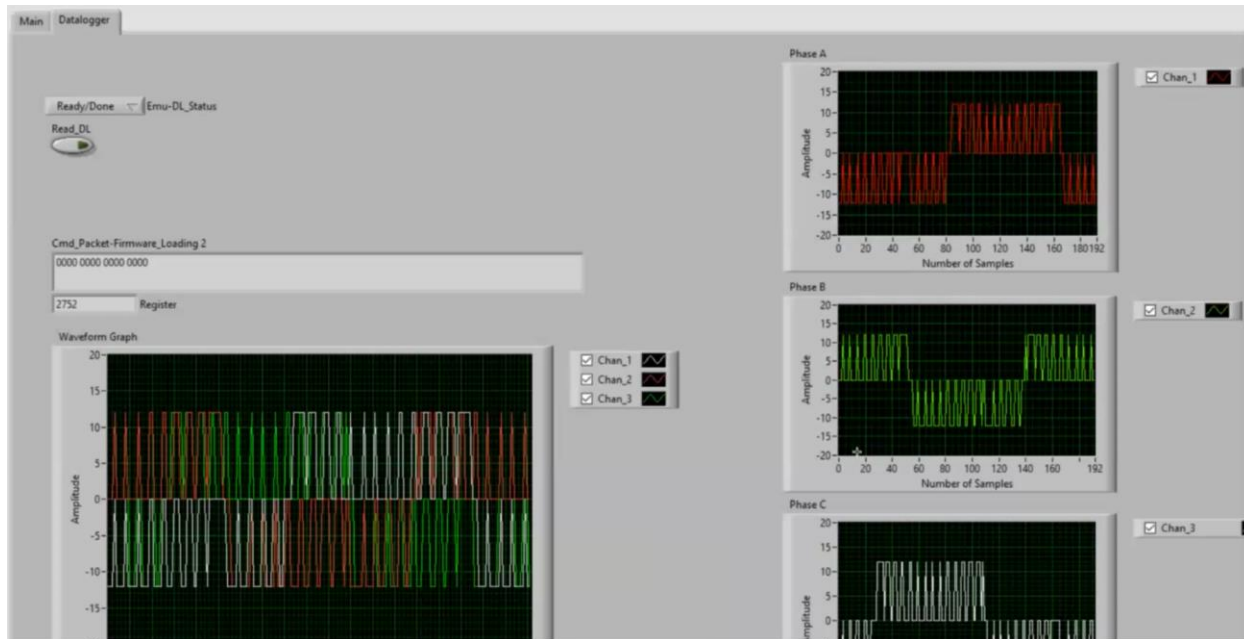 Main Datalogger
Ready/Done Emu-DL_Status
Read_DL
Cmd_Packet-Firmware_Loading 2
0000 0000 0000 0000
2752 Register
Waveform Graph
20
15
10
5
0
-5
-10
-15
Amplitude
Chan_1
Chan_2
Chan_3
Phase A
20
15
10
5
0
-5
-10
-15
-20
Amplitude
0 20 40 60 80 100 120 140 160 180 192
Number of Samples
Chan_1
Phase B
20
15
10
5
0
-5
-10
-15
-20
Amplitude
0 20 40 60 80 100 120 140 160 192
Number of Samples
Chan_2
Phase C
20
15
10
5
0
Chan_3